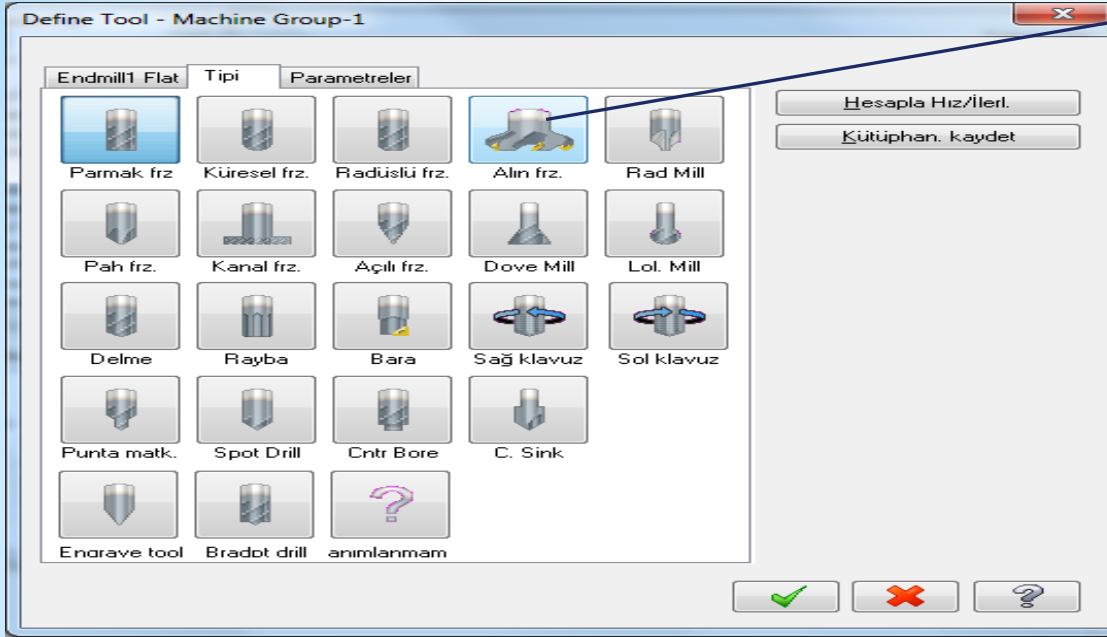 Define Tool - Machine Group-1
Endmill1 Flat Tipi Parametreler
Hesapla Hız/İlerl.
Kütüphan. kaydet
Parmak frz Küresel frz. Radüslü frz. Alın frz. Rad Mill
Pah frz. Kanal frz. Açılı frz. Dove Mill Lol. Mill
Delme Rayba Bara Sağ klavuz Sol klavuz
Punta matk. Spot Drill Cntr Bore C. Sink
Engrave tool Bradpt drill anımlanmam